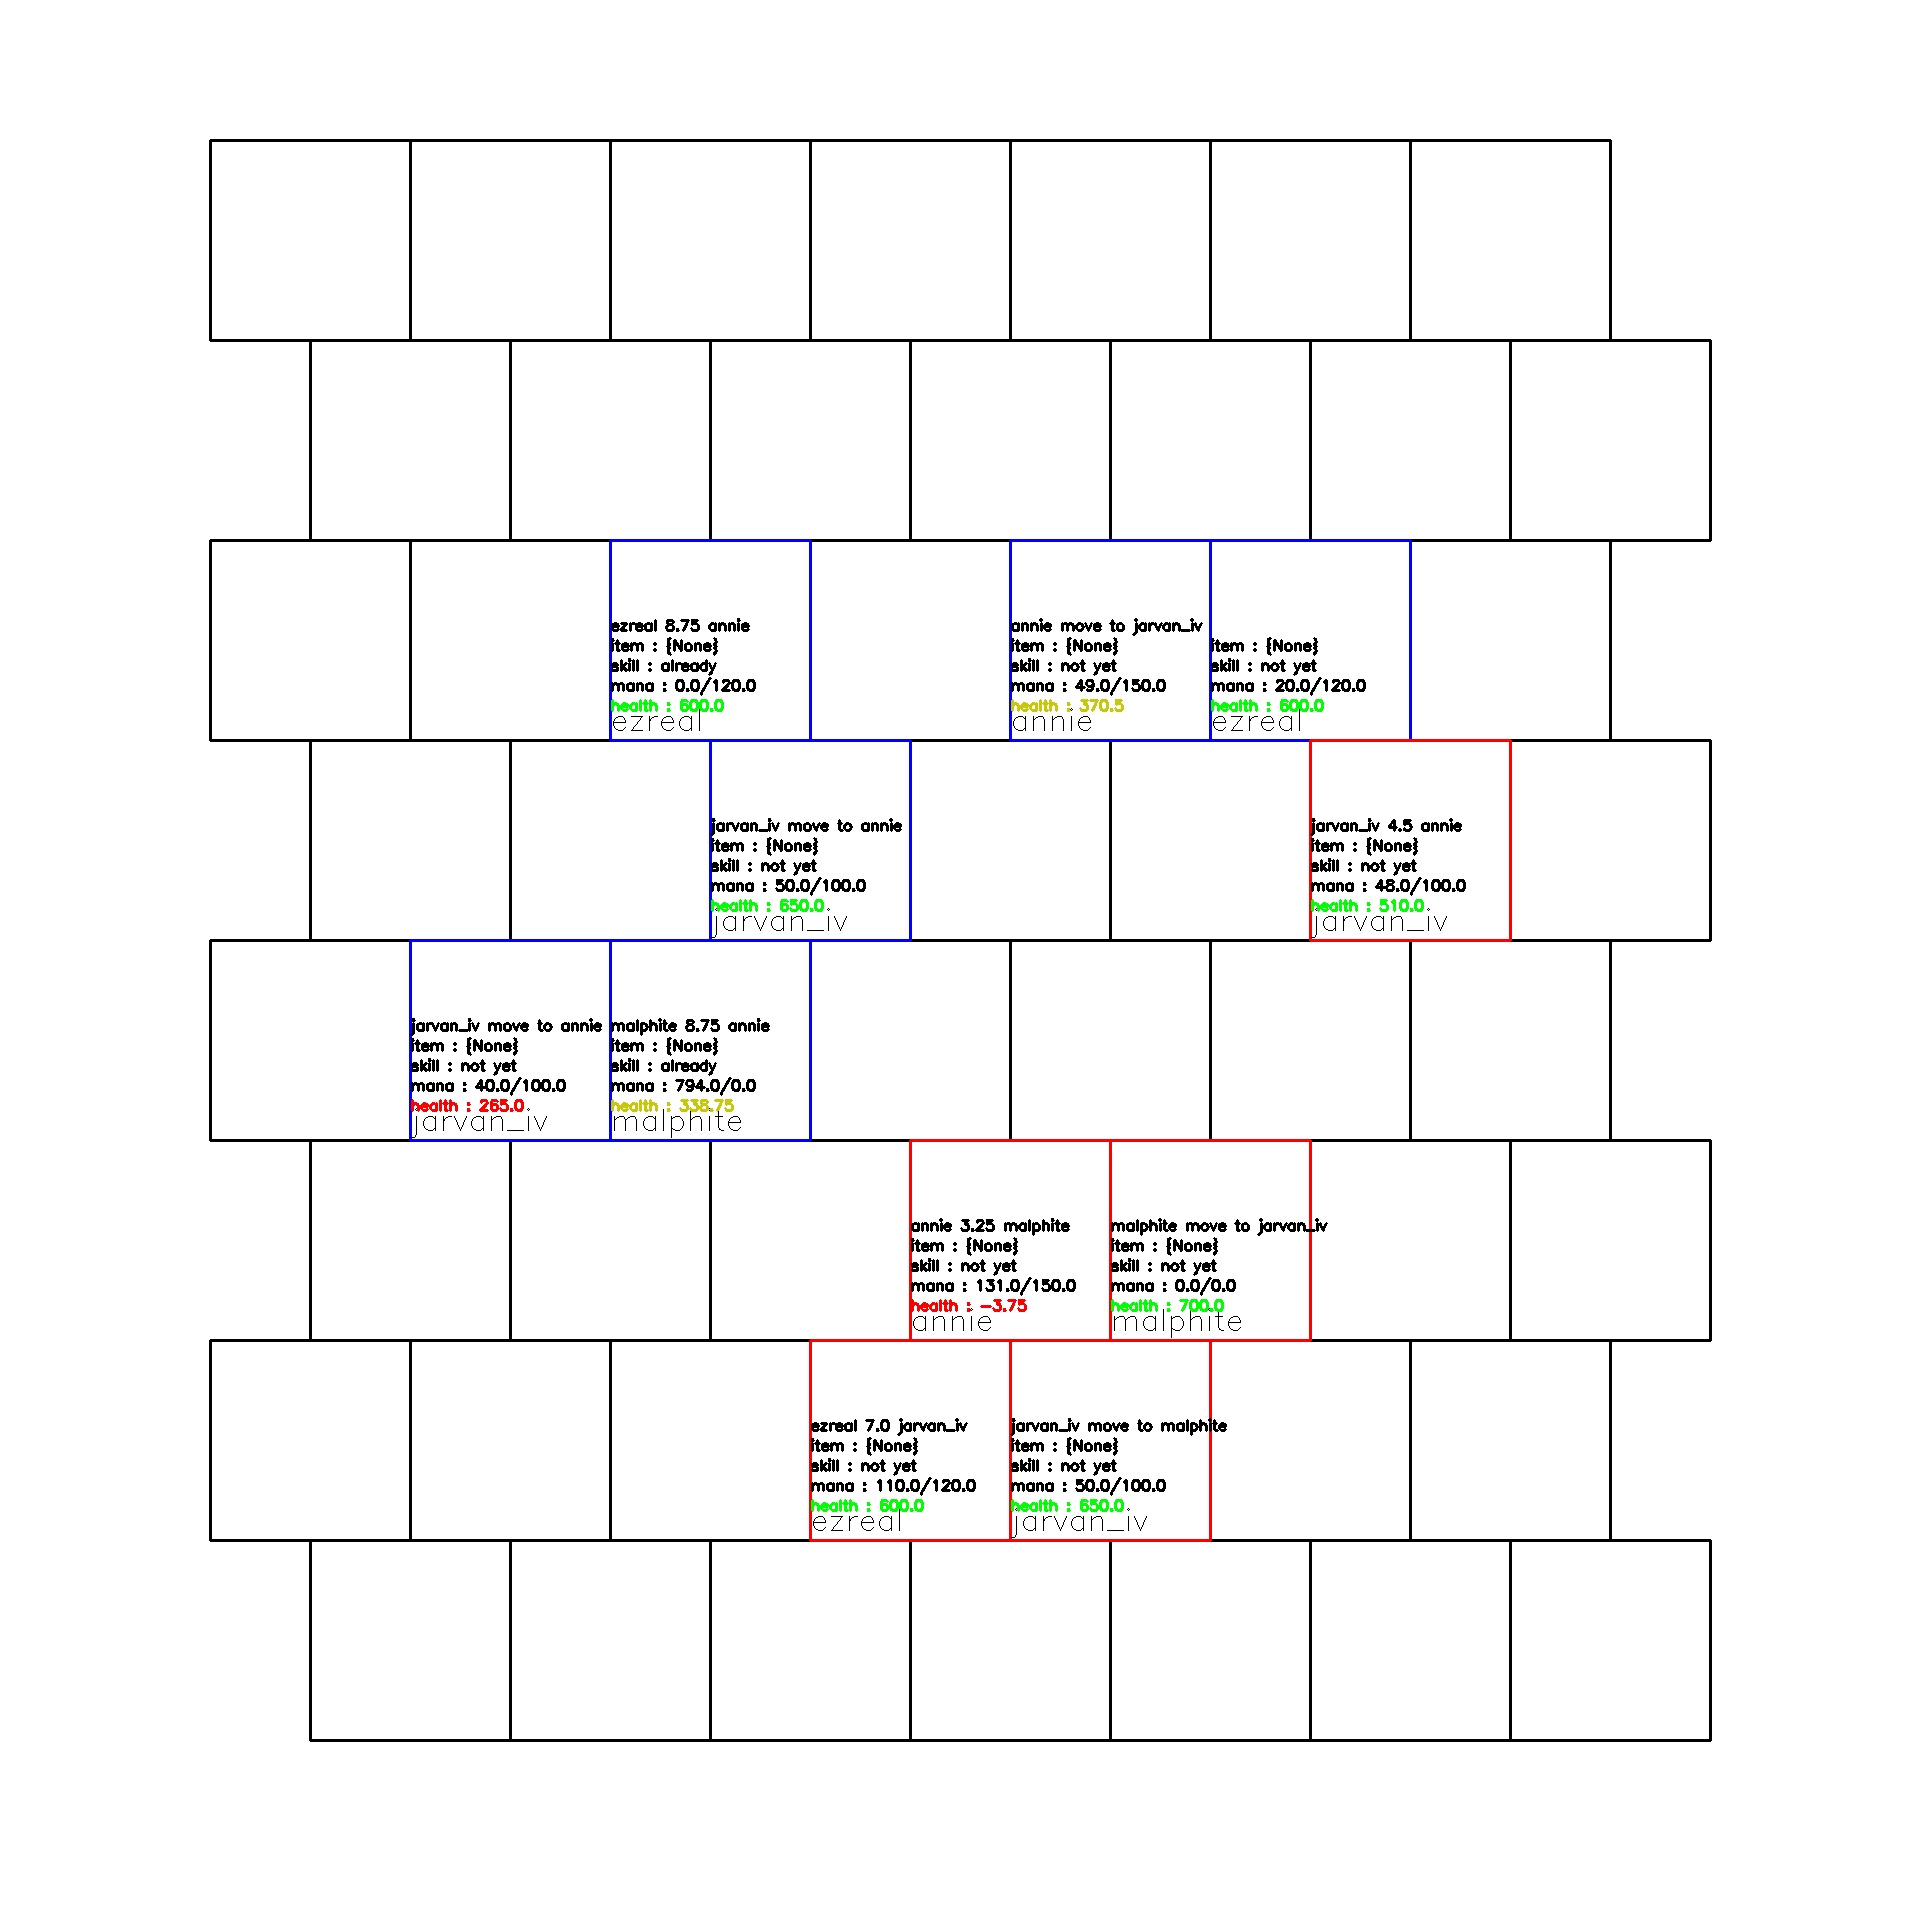 ezreal 8.75 annie
item : {None}
skill : already
mana : 0.0/120.0
health : 600.0
ezreal
annie move to jarvan_iv
item : {None}
skill : not yet
mana : 49.0/150.0
health : 370.5
annie
item : {None}
skill : not yet
mana : 20.0/120.0
health : 600.0
ezreal
jarvan_iv move to annie
item : {None}
skill : not yet
mana : 50.0/100.0
health : 650.0
jarvan_iv
jarvan_iv 4.5 annie
item : {None}
skill : not yet
mana : 48.0/100.0
health : 510.0
jarvan_iv
jarvan_iv move to annie
item : {None}
skill : not yet
mana : 40.0/100.0
health : 265.0
jarvan_iv
malphite 8.75 annie
item : {None}
skill : already
mana : 794.0/0.0
health : 338.75
malphite
annie 3.25 malphite
item : {None}
skill : not yet
mana : 131.0/150.0
health : -3.75
annie
malphite move to jarvan_iv
item : {None}
skill : not yet
mana : 0.0/0.0
health : 700.0
malphite
ezreal 7.0 jarvan_iv
item : {None}
skill : not yet
mana : 110.0/120.0
health : 600.0
ezreal
jarvan_iv move to malphite
item : {None}
skill : not yet
mana : 50.0/100.0
health : 650.0
jarvan_iv